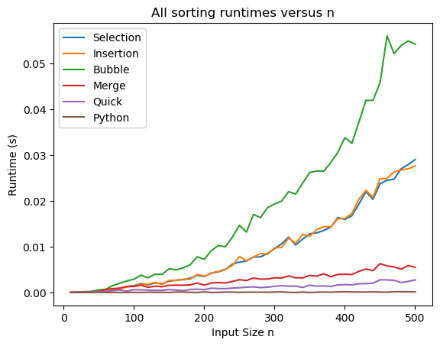 All sorting runtimes versus n
Selection
Insertion
Bubble
Merge
Quick
Python
Runtime (s)
0.05
0.04
0.03
0.02
0.01
0.00
0
100
200
300
400
500
Input Size n